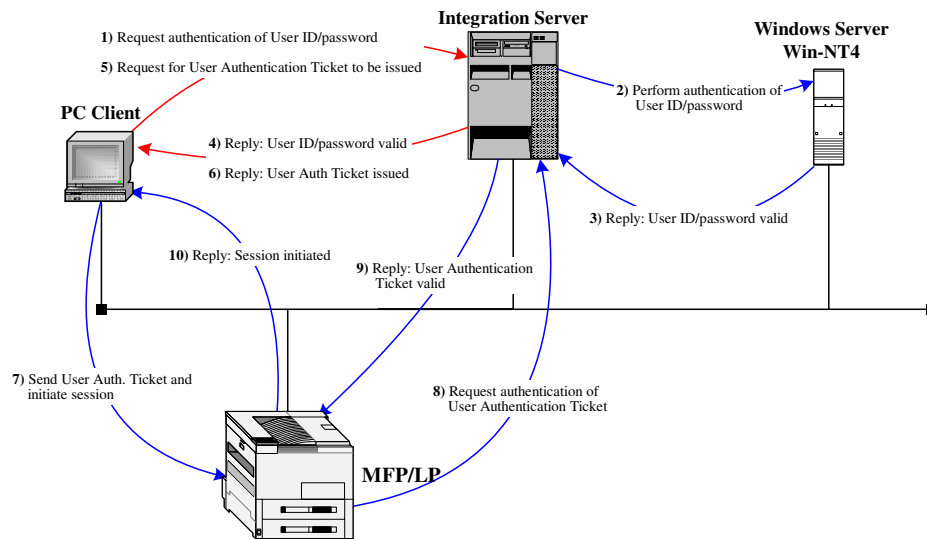 Integration Server
Windows Server
Win-NT4
1) Request authentication of User ID/password
5) Request for User Authentication Ticket to be issued
2) Perform authentication of
User ID/password
PC Client
4) Reply: User ID/password valid
6) Reply: User Auth Ticket issued
3) Reply: User ID/password valid
10) Reply: Session initiated
9) Reply: User Authentication
Ticket valid
7) Send User Auth. Ticket and
initiate session
8) Request authentication of
User Authentication Ticket
MFP/LP